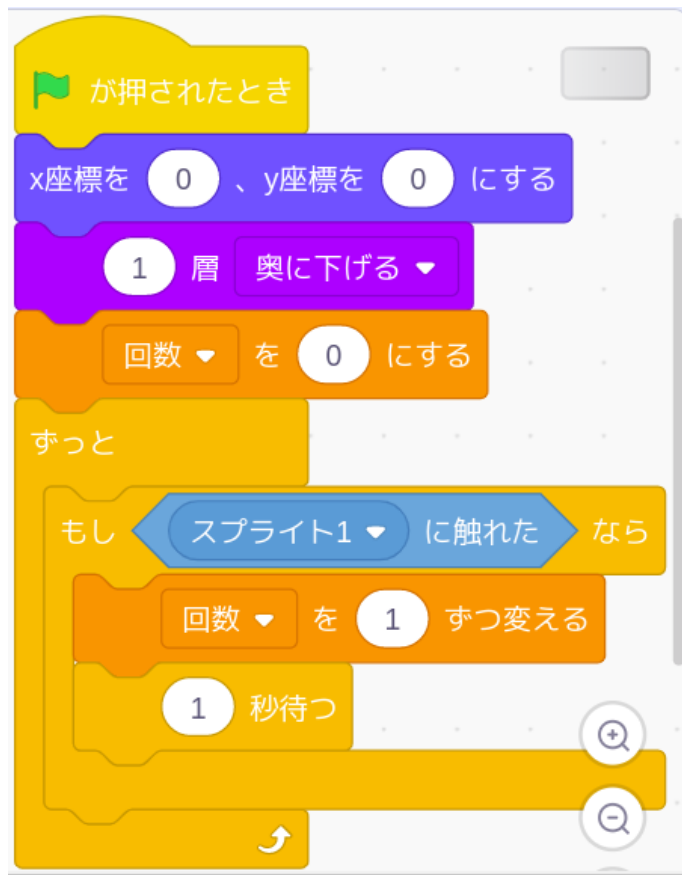 が押されたとき
x座標を 0 、y座標を 0 にする
1 層 奥に下げる
回数 を 0 にする
ずっと
もし スプライト1 に触れた なら
回数 を 1 ずつ変える
1 秒待つ